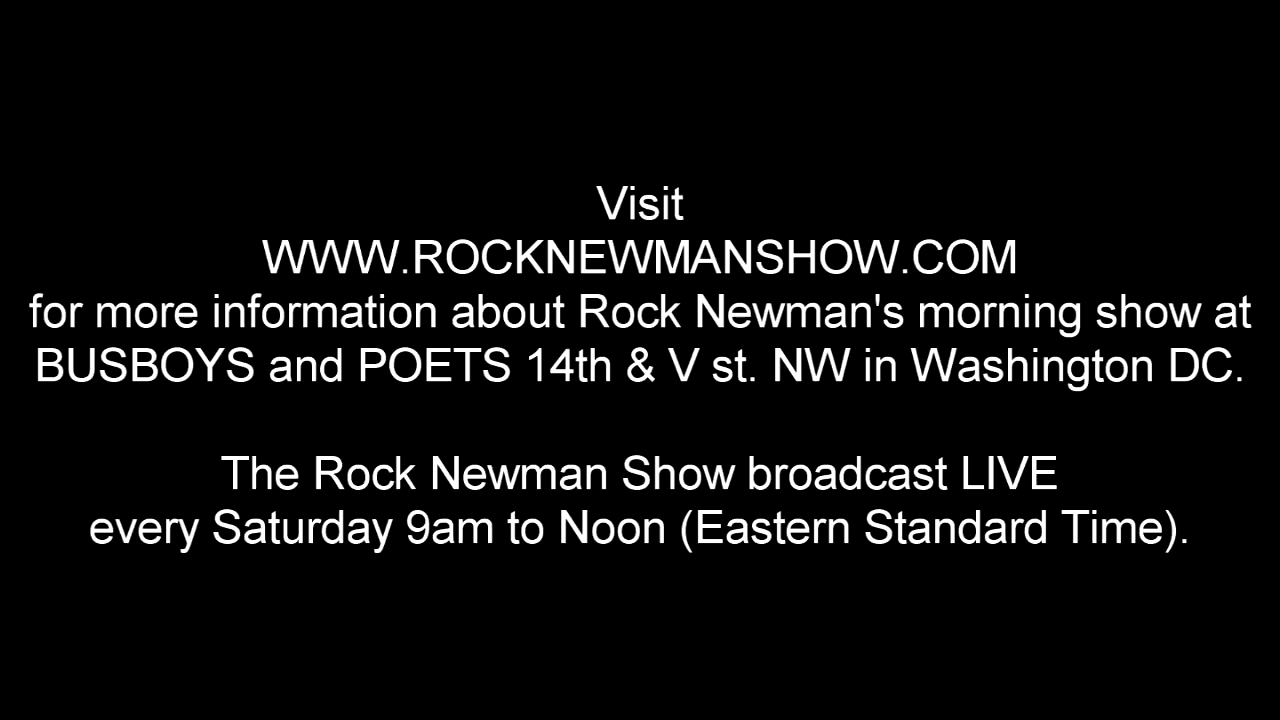 Visit
WWW.ROCKNEWMANSHOW.COM
for more information about Rock Newman's morning show at
BUSBOYS and POETS 14th & V st. NW in Washington DC.
The Rock Newman Show broadcast LIVE
every Saturday 9am to Noon (Eastern Standard Time).